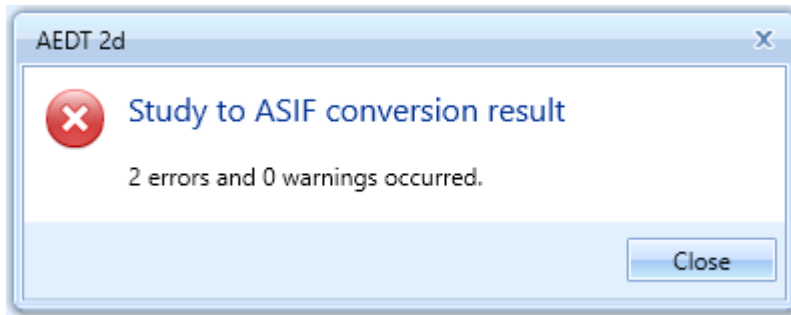 AEDT 2d
Study to ASIF conversion result
2 errors and 0 warnings occurred.
Close